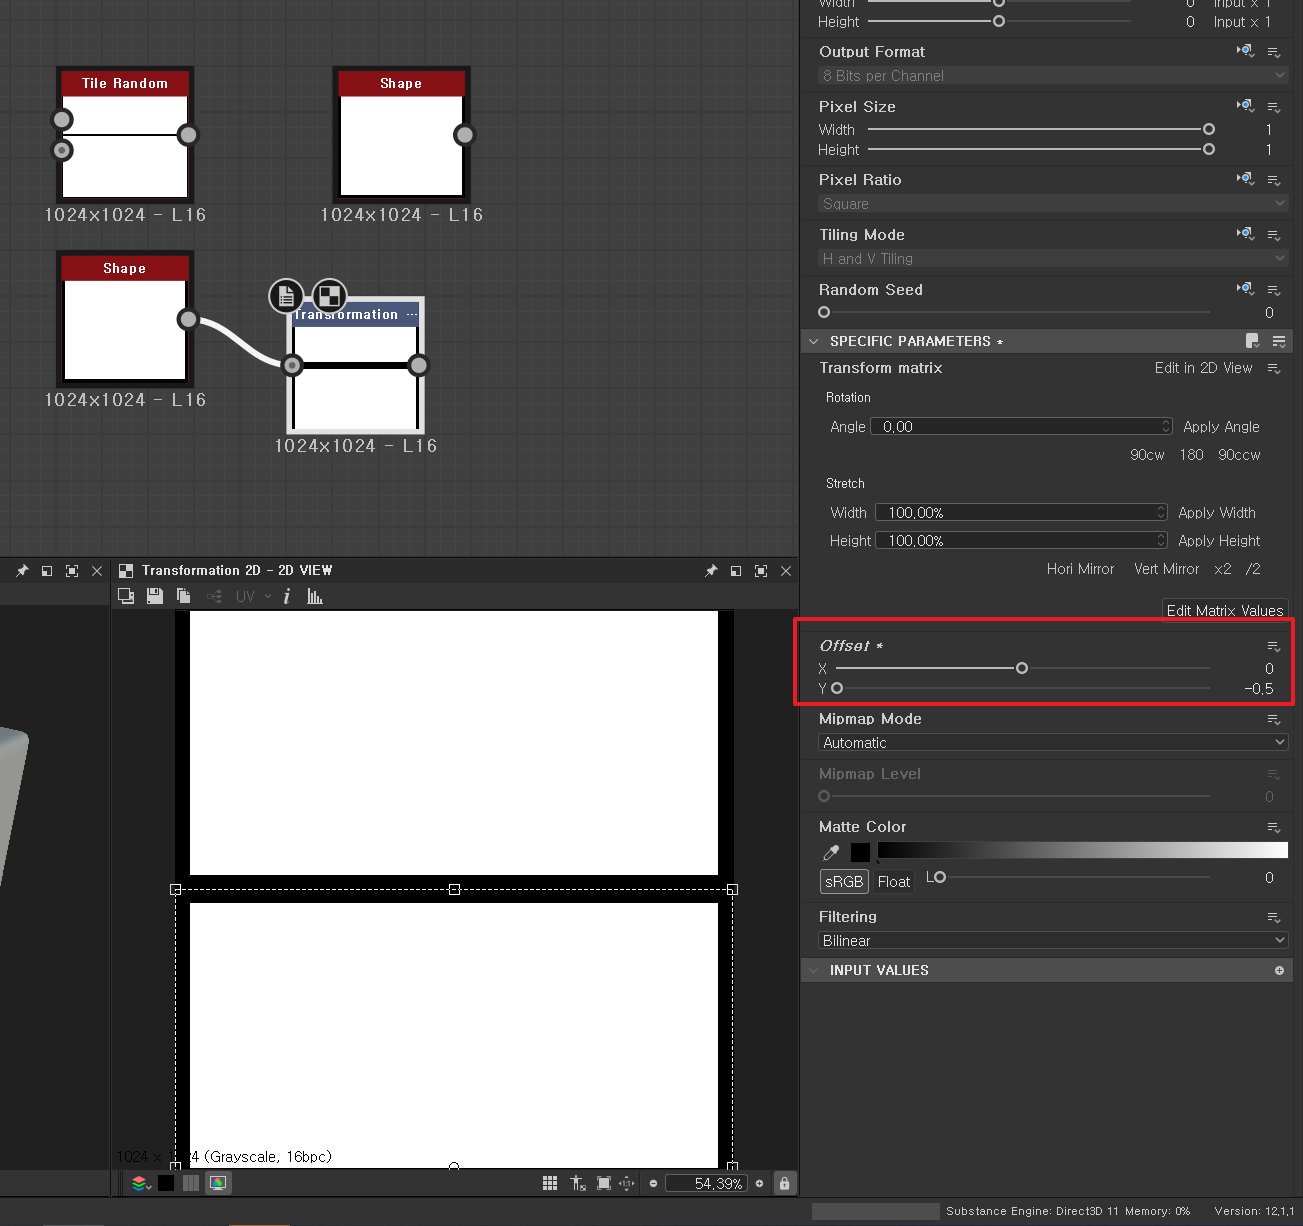 Tile Random
1024x1024 - L16
Shape
1024x1024 - L16
Shape
1024x1024 - L16
Transformation ...
1024x1024 - L16
Transformation 2D - 2D VIEW
UV
1024 x 1024 (Grayscale, 16bpc)
54,39%
Width 0 Input x 1
Height 0 Input x 1
Output Format
8 Bits per Channel
Pixel Size
Width 1
Height 1
Pixel Ratio
Square
Tiling Mode
H and V Tiling
Random Seed
0
SPECIFIC PARAMETERS *
Transform matrix Edit in 2D View
Rotation
Angle 0,00 Apply Angle
90cw 180 90ccw
Stretch
Width 100,00% Apply Width
Height 100,00% Apply Height
Hori Mirror Vert Mirror x2 /2
Edit Matrix Values
Offset *
X 0
Y -0,5
Mipmap Mode
Automatic
Mipmap Level
0
Matte Color
sRGB Float L 0
Filtering
Bilinear
INPUT VALUES
Substance Engine: Direct3D 11 Memory: 0% Version: 12,1,1